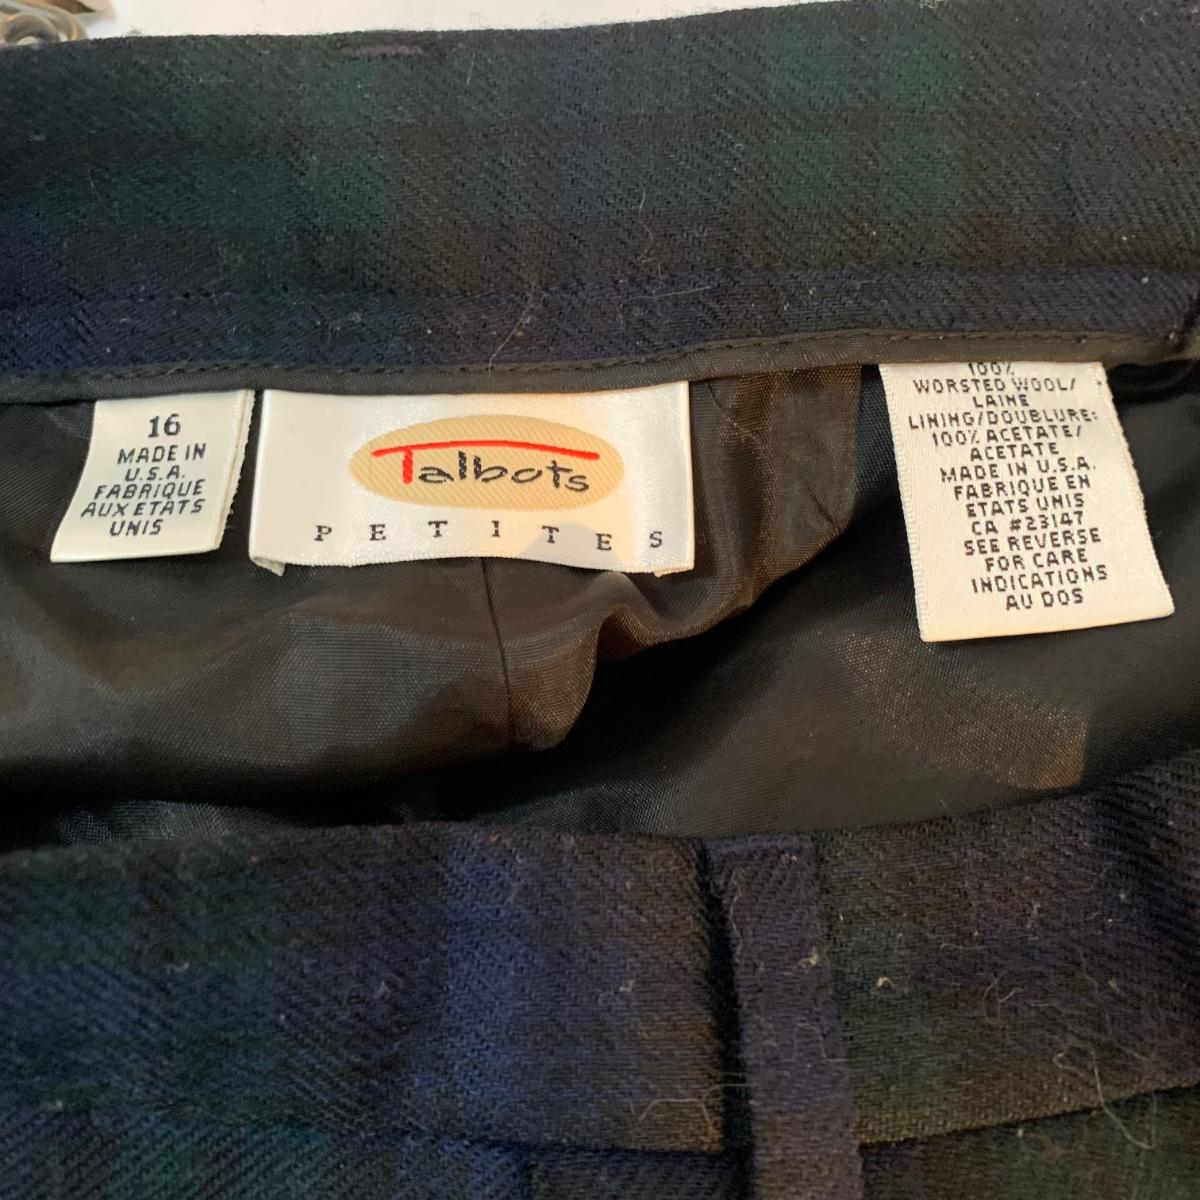 16
MADE IN
U.S.A.
FABRIQUE
AUX ETATS
UNIS
Talbots
PETITES
100%
WORSTED WOOL/
LAINE
LINING/DOUBLURE:
100% ACETATE/
ACETATE
MADE IN U.S.A.
FABRIQUE EN
ETATS UNIS
CA #23147
SEE REVERSE
FOR CARE
INDICATIONS
AU DOS